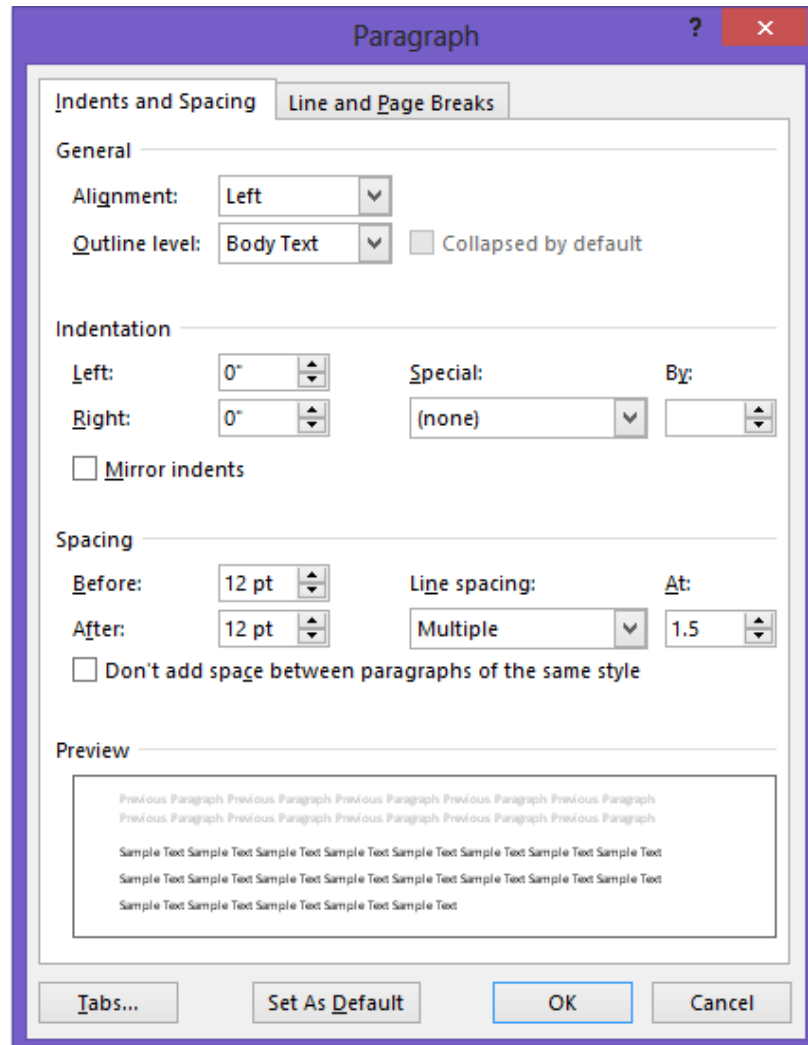 Paragraph ? ×
Indents and Spacing Line and Page Breaks
General
Alignment: Left
Outline level: Body Text Collapsed by default
Indentation
Left: 0" Special: By:
Right: 0" (none)
Mirror indents
Spacing
Before: 12 pt Line spacing: At:
After: 12 pt Multiple 1.5
Don't add space between paragraphs of the same style
Preview
Previous Paragraph Previous Paragraph Previous Paragraph Previous Paragraph Previous Paragraph
Previous Paragraph Previous Paragraph Previous Paragraph Previous Paragraph Previous Paragraph
Sample Text Sample Text Sample Text Sample Text Sample Text Sample Text Sample Text Sample Text
Sample Text Sample Text Sample Text Sample Text Sample Text Sample Text Sample Text Sample Text
Sample Text Sample Text Sample Text Sample Text Sample Text
Tabs... Set As Default OK Cancel